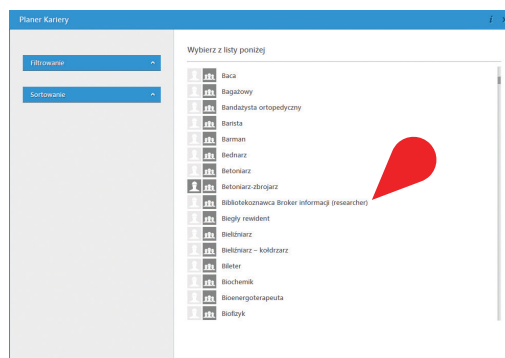 Planer Kariery
i
Filtrowanie
Sortowanie
Wybierz z listy poniżej
Baca
Bagażowy
Bandażysta ortopedyczny
Barista
Barman
Bednarz
Betoniarz
Betoniarz-zbrojarz
Bibliotekoznawca Broker informacji (researcher)
Biegły rewident
Bieliźniarz
Bieliźniarz – kołdrzarz
Bileter
Biochemik
Bioenergoterapeuta
Biofizyk